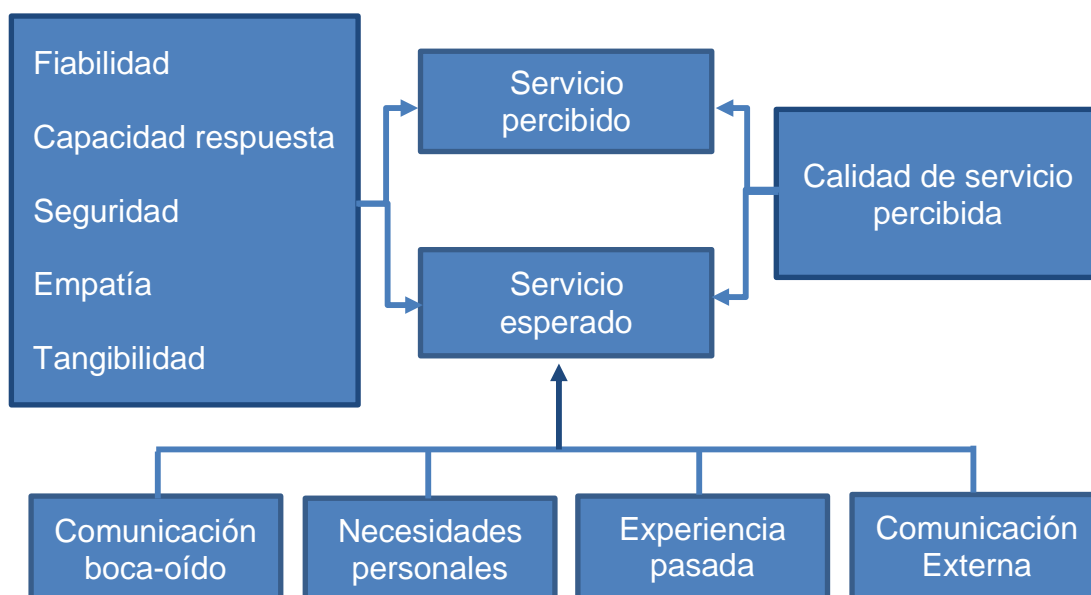 Fiabilidad
Capacidad respuesta
Seguridad
Empatía
Tangibilidad
Servicio
percibido
Servicio
esperado
Calidad de servicio
percibida
Comunicación
boca-oído
Necesidades
personales
Experiencia
pasada
Comunicación
Externa